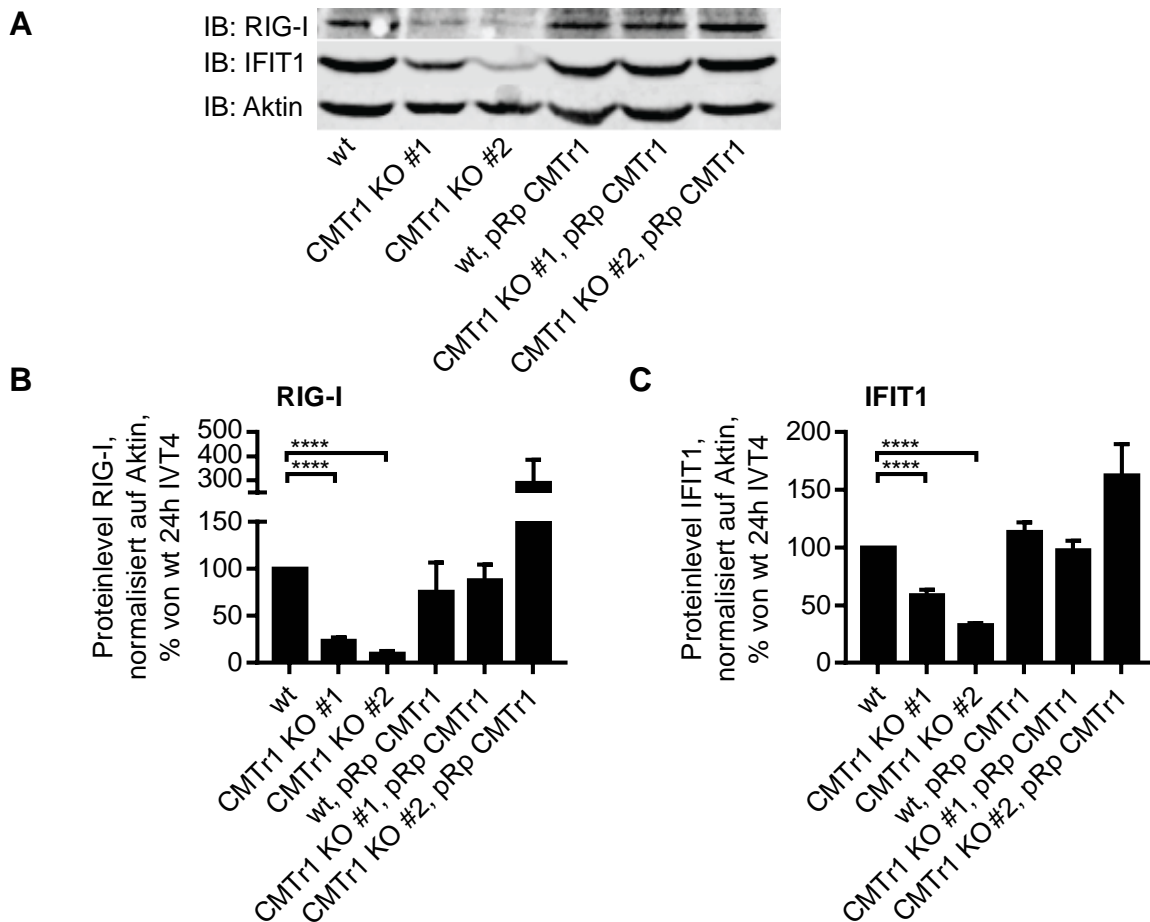 A
IB: RIG-I
IB: IFIT1
IB: Aktin
wt
CMTr1 KO #1
CMTr1 KO #2
wt, pRp CMTr1
CMTr1 KO #1, pRp CMTr1
CMTr1 KO #2, pRp CMTr1
B
RIG-I
Proteinlevel RIG-I,
normalisiert auf Aktin,
% von wt 24h IVT4
500
400
300
150
100
50
0
****
****
wt
CMTr1 KO #1
CMTr1 KO #2
wt, pRp CMTr1
CMTr1 KO #1, pRp CMTr1
CMTr1 KO #2, pRp CMTr1
C
IFIT1
Proteinlevel IFIT1,
normalisiert auf Aktin,
% von wt 24h IVT4
200
150
100
50
0
****
****
wt
CMTr1 KO #1
CMTr1 KO #2
wt, pRp CMTr1
CMTr1 KO #1, pRp CMTr1
CMTr1 KO #2, pRp CMTr1